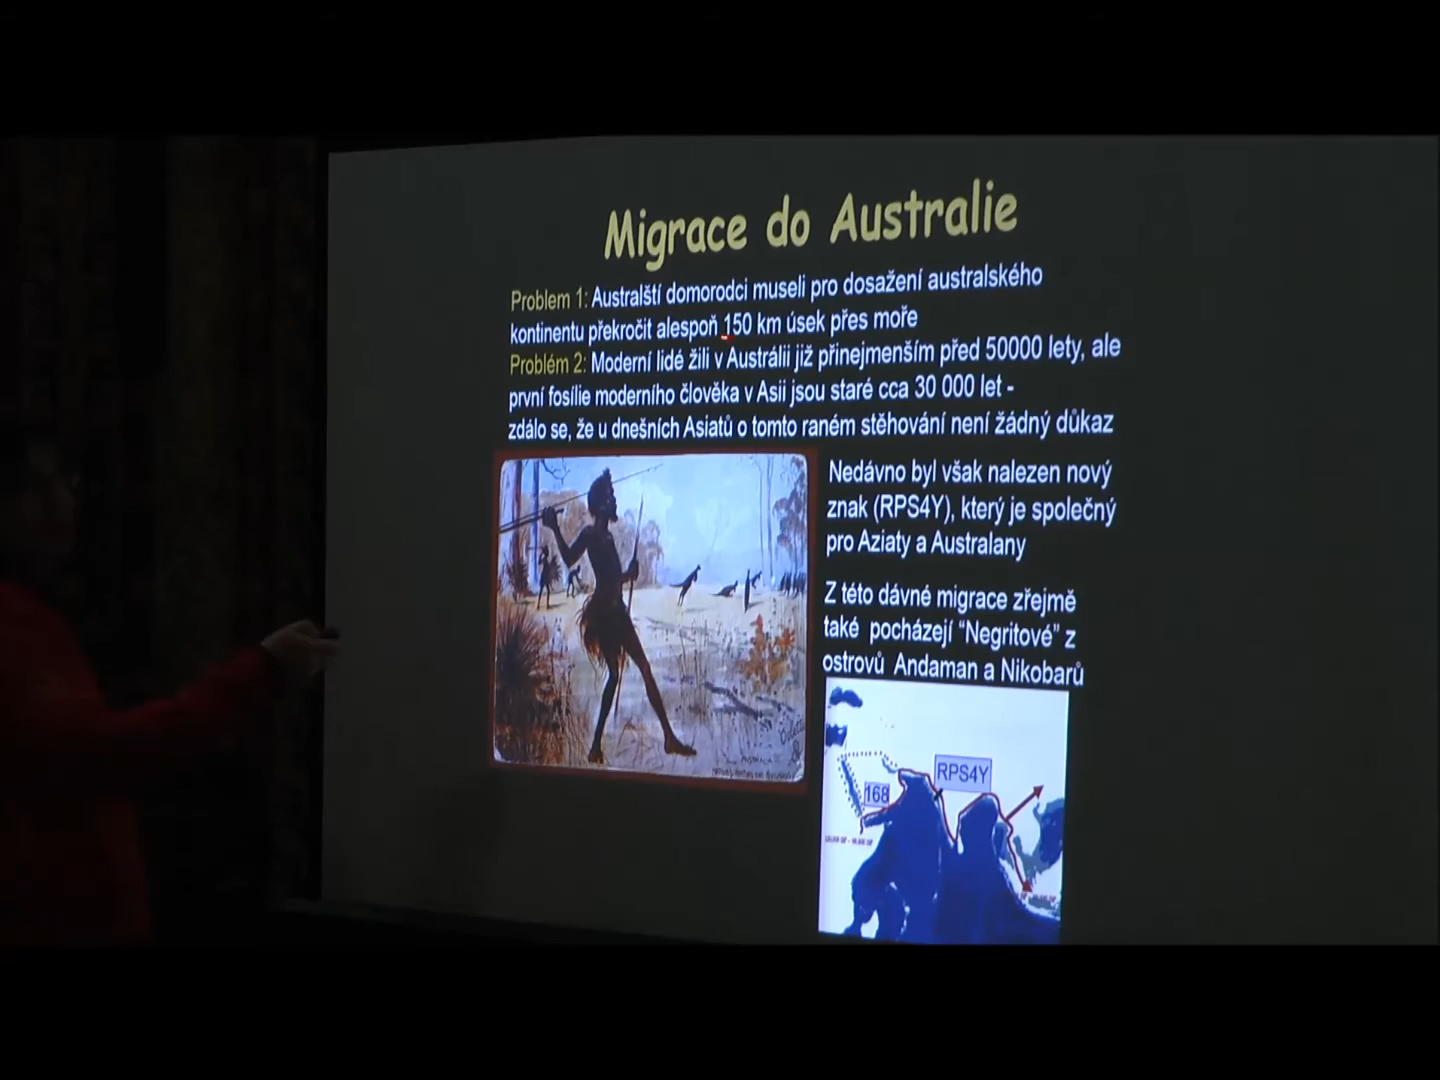 Migrace do Australie
Problem 1: Australští domorodci museli pro dosažení australského
kontinentu překročit alespoň 150 km úsek přes moře
Problém 2: Moderní lidé žili v Austrálii již přinejmenším před 50000 lety, ale
první fosílie moderního člověka v Asii jsou staré cca 30 000 let -
zdálo se, že u dnešních Asiatů o tomto raném stěhování není žádný důkaz
Nedávno byl však nalezen nový
znak (RPS4Y), který je společný
pro Aziaty a Australany
Z této dávné migrace zřejmě
také pocházejí “Negritové” z
ostrovů Andaman a Nikobarů
RPS4Y
168
AUSTRALIA